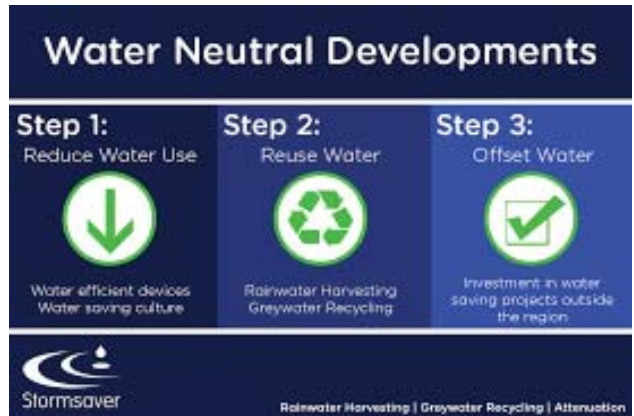 Water Neutral Developments
Step 1:
Reduce Water Use
Water efficient devices
Water saving culture
Step 2:
Reuse Water
Rainwater Harvesting
Greywater Recycling
Step 3:
Offset Water
Investment in water
saving projects outside
the region
Stormsaver
Rainwater Harvesting | Greywater Recycling | Attenuation